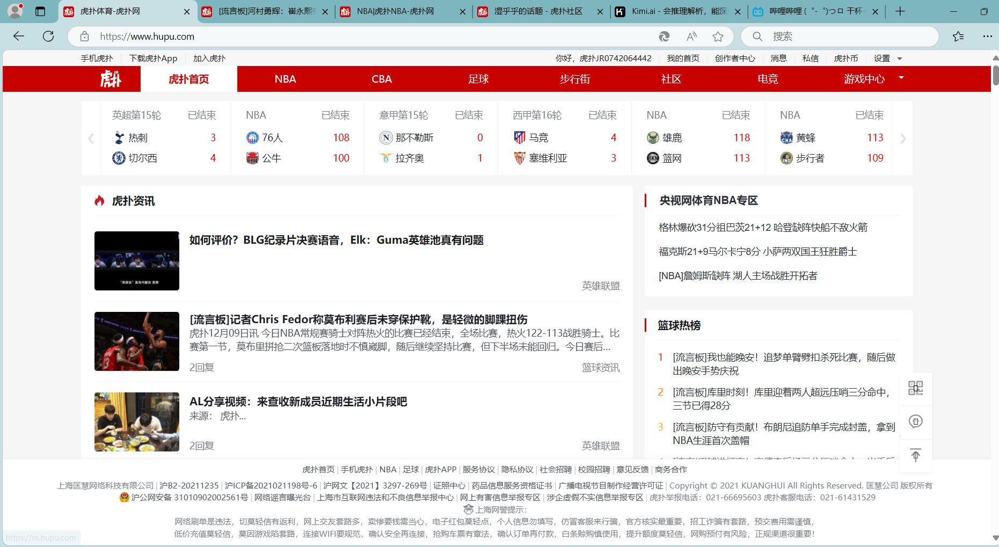 虎扑体育-虎扑网
[流言板]河村勇辉：崔永熙
NBA|虎扑NBA-虎扑网
湿乎乎的话题 - 虎扑社区
Kimi.ai - 会推理解析，能深
哔哩哔哩 (゜-゜)つロ 干杯~
https://www.hupu.com
搜索
手机虎扑 下载虎扑App 加入虎扑
你好，虎扑JR0742064442 我的首页 创作者中心 消息 私信 虎扑币 设置
虎扑 虎扑首页 NBA CBA 足球 步行街 社区 电竞 游戏中心
英超第15轮 已结束
热刺 3
切尔西 4
NBA 已结束
76人 108
公牛 100
意甲第15轮 已结束
那不勒斯 0
拉齐奥 1
西甲第16轮 已结束
马竞 4
塞维利亚 3
NBA 已结束
雄鹿 118
篮网 113
NBA 已结束
黄蜂 113
步行者 109
虎扑资讯
如何评价？BLG纪录片决赛语音，Elk：Guma英雄池真有问题
英雄联盟
[流言板]记者Chris Fedor称莫布利赛后未穿保护靴，是轻微的脚踝扭伤
虎扑12月09日讯 今日NBA常规赛骑士对阵热火的比赛已经结束，全场比赛，热火122-113战胜骑士。比
赛第一节，莫布里拼抢二次篮板落地时不慎崴脚，随后继续坚持比赛，但下半场未能回归。今日赛后...
2回复 篮球资讯
AL分享视频：来查收新成员近期生活小片段吧
来源： 虎扑...
2回复 英雄联盟
央视网体育NBA专区
格林爆砍31分祖巴茨21+12 哈登缺阵快船不敌火箭
福克斯21+9马尔卡宁8分 小萨两双国王狂胜爵士
[NBA]詹姆斯缺阵 湖人主场战胜开拓者
篮球热榜
1 [流言板]我也能晚安！追梦单臂劈扣杀死比赛，随后做
出晚安手势庆祝
2 [流言板]库里时刻！库里迎着两人超远压哨三分命中，
三节已得28分
3 [流言板]防守有贡献！布朗尼追防单手完成封盖，拿到
NBA生涯首次盖帽
虎扑首页 | 手机虎扑 | NBA | 足球 | 虎扑APP | 服务协议 | 隐私协议 | 社会招聘 | 校园招聘 | 意见反馈 | 商务合作
上海匡慧网络科技有限公司 | 沪B2-20211235 | 沪ICP备2021021198号-6 | 沪网文【2021】3297-269号 | 证照中心 | 药品信息服务资格证书 | 广播电视节目制作经营许可证 | Copyright © 2021 KUANGHUI All Rights Reserved. 匡慧公司 版权所有
沪公网安备 31010902002561号 | 网络谣言曝光台 | 上海市互联网违法和不良信息举报中心 | 网上有害信息举报专区 | 涉企虚假不实信息举报专区 | 虎扑举报电话：021-66695603 虎扑客服电话：021-61431529
上海网警提示：
网络刷单是违法，切莫轻信有返利，网上交友套路多，卖惨要钱需当心，电子红包莫轻点，个人信息勿填写，仿冒客服来行骗，官方核实最重要，招工诈骗有套路，预交费用需谨慎，
低价充值莫轻信，莫因游戏陷套路，连接WIFI要规范，确认安全再连接，抢购车票有章法，确认订单再付款，白条赊购慎使用，提升额度莫轻信，网购预付有风险，正规渠道很重要！
https://m.hupu.com